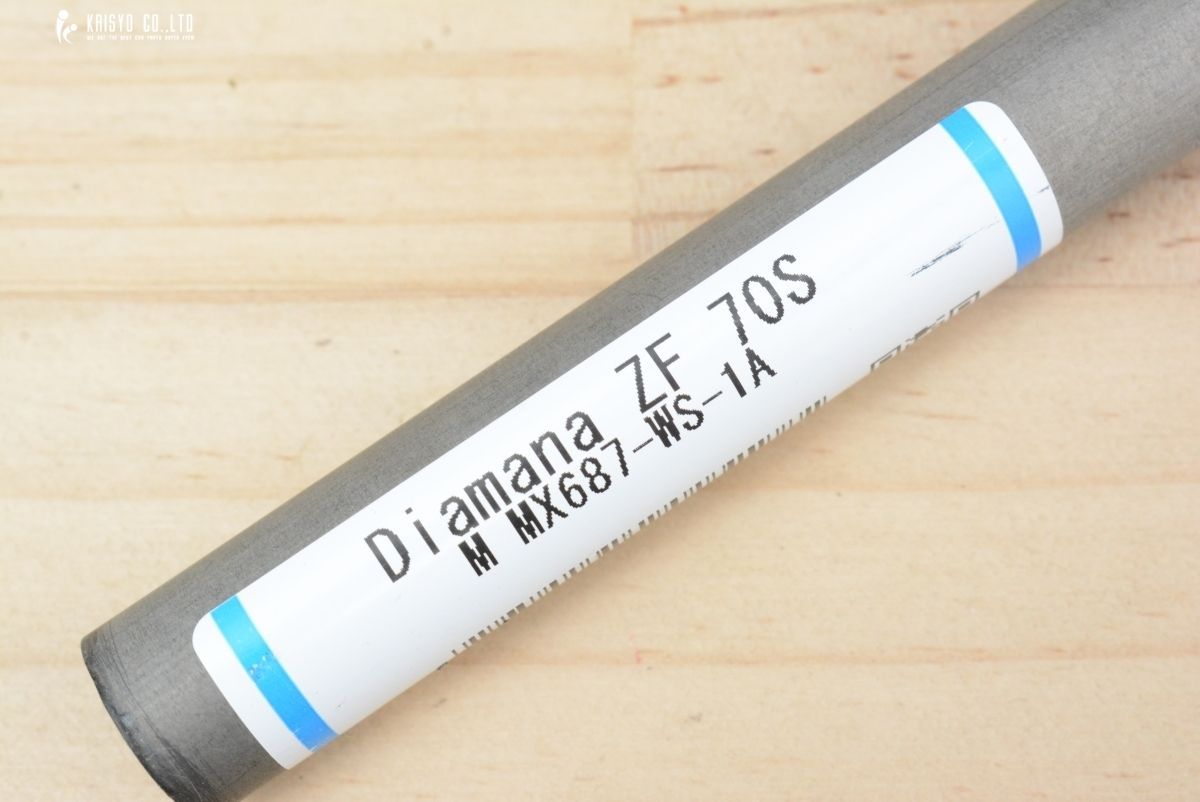 KAISYO CO.,LTD
Diamana ZF 70S
M MX687-WS-1A